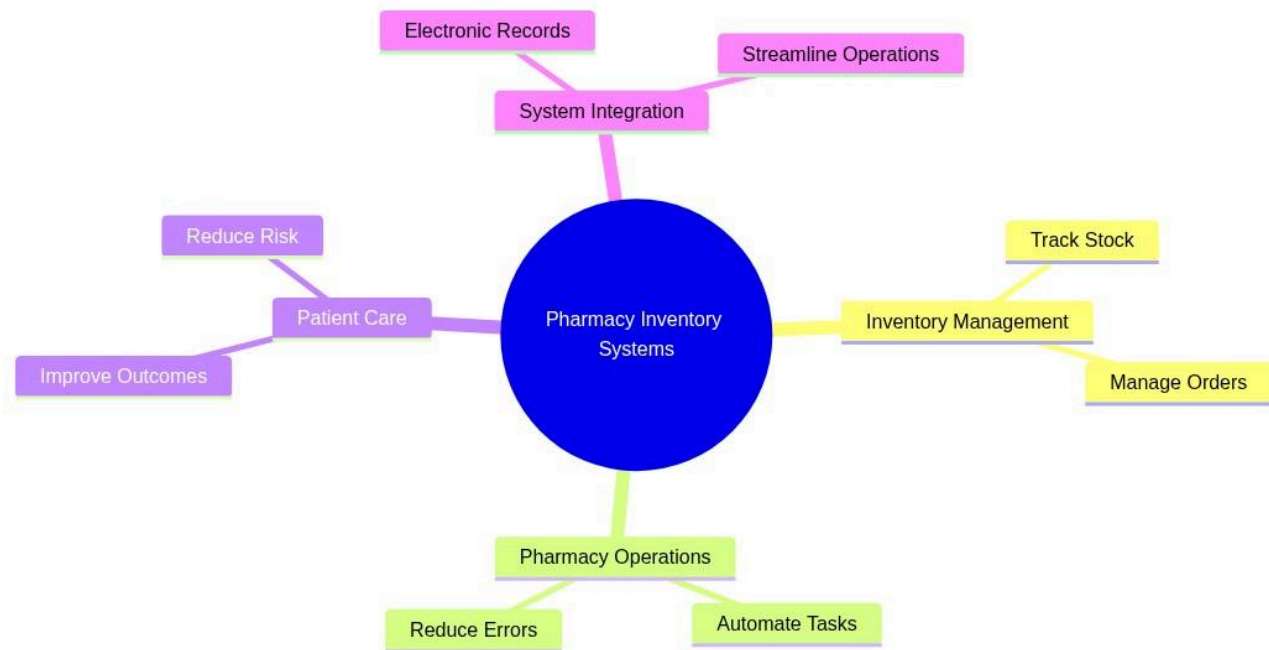 Electronic Records
Streamline Operations
System Integration
Reduce Risk
Track Stock
Patient Care
Pharmacy Inventory
Systems
Inventory Management
Improve Outcomes
Manage Orders
Pharmacy Operations
Reduce Errors
Automate Tasks